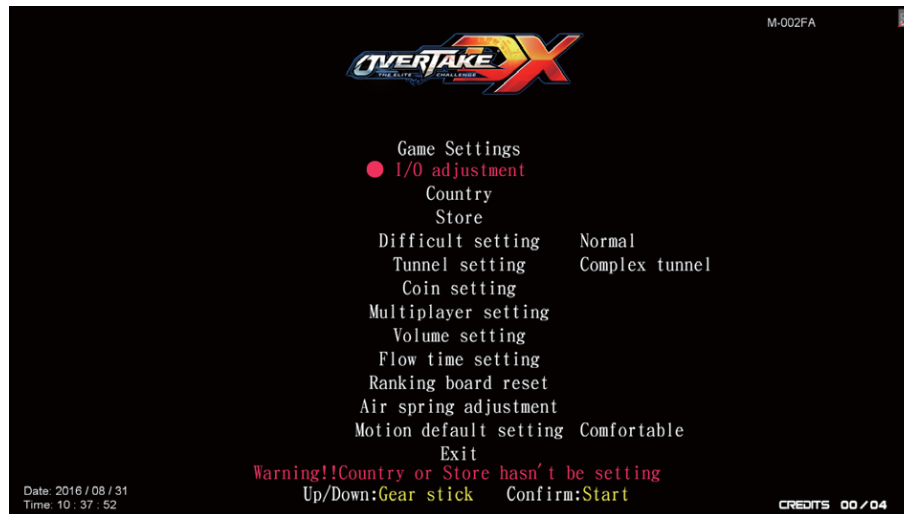 M-002FA
OVERTAKE DX
THE ELITE CHALLENGE
Game Settings
I/O adjustment
Country
Store
Difficult setting Normal
Tunnel setting Complex tunnel
Coin setting
Multiplayer setting
Volume setting
Flow time setting
Ranking board reset
Air spring adjustment
Motion default setting Comfortable
Exit
Warning!!Country or Store hasn't be setting
Up/Down:Gear stick Confirm:Start
Date: 2016 / 08 / 31
Time: 10 : 37 : 52
CREDITS 00/04